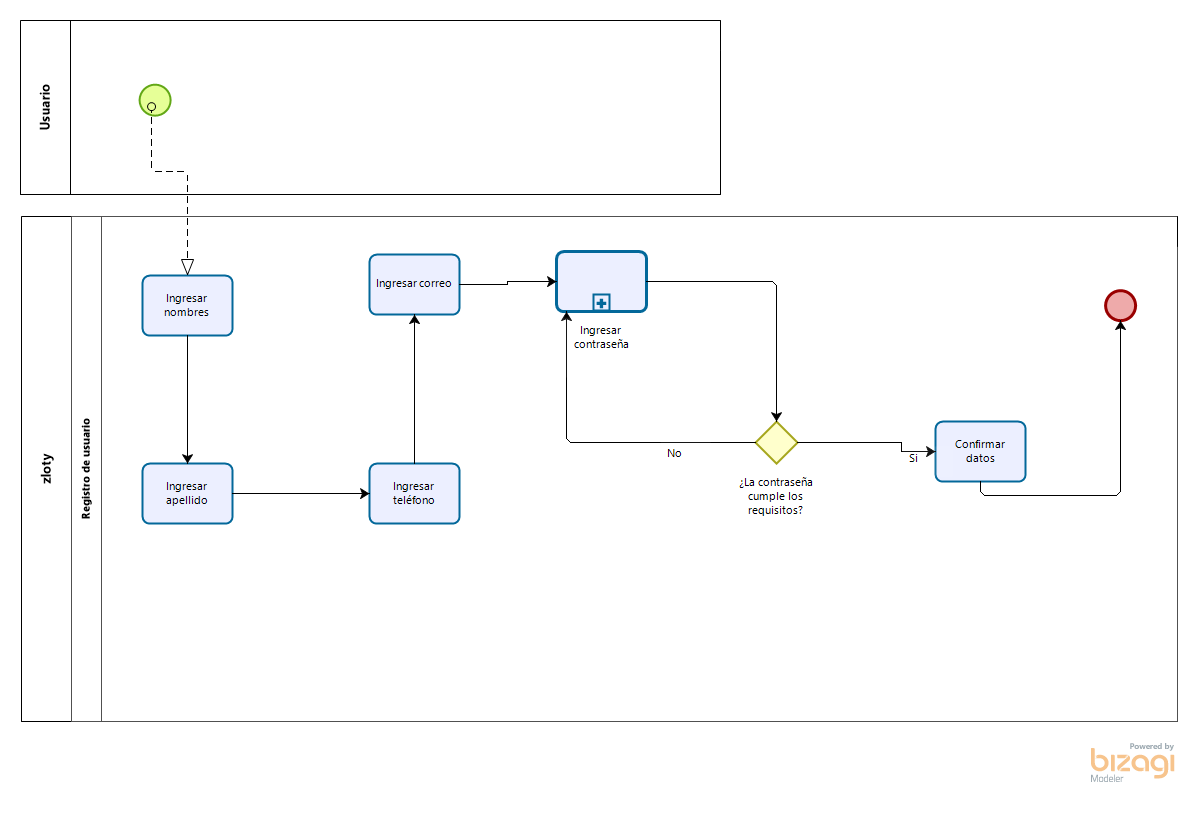 Usuario
zloty
Registro de usuario
Ingresar
nombres
Ingresar correo
Ingresar
contraseña
Ingresar
apellido
Ingresar
teléfono
No
Si
Confirmar
datos
¿La contraseña
cumple los
requisitos?
Powered by
bizagi
Modeler